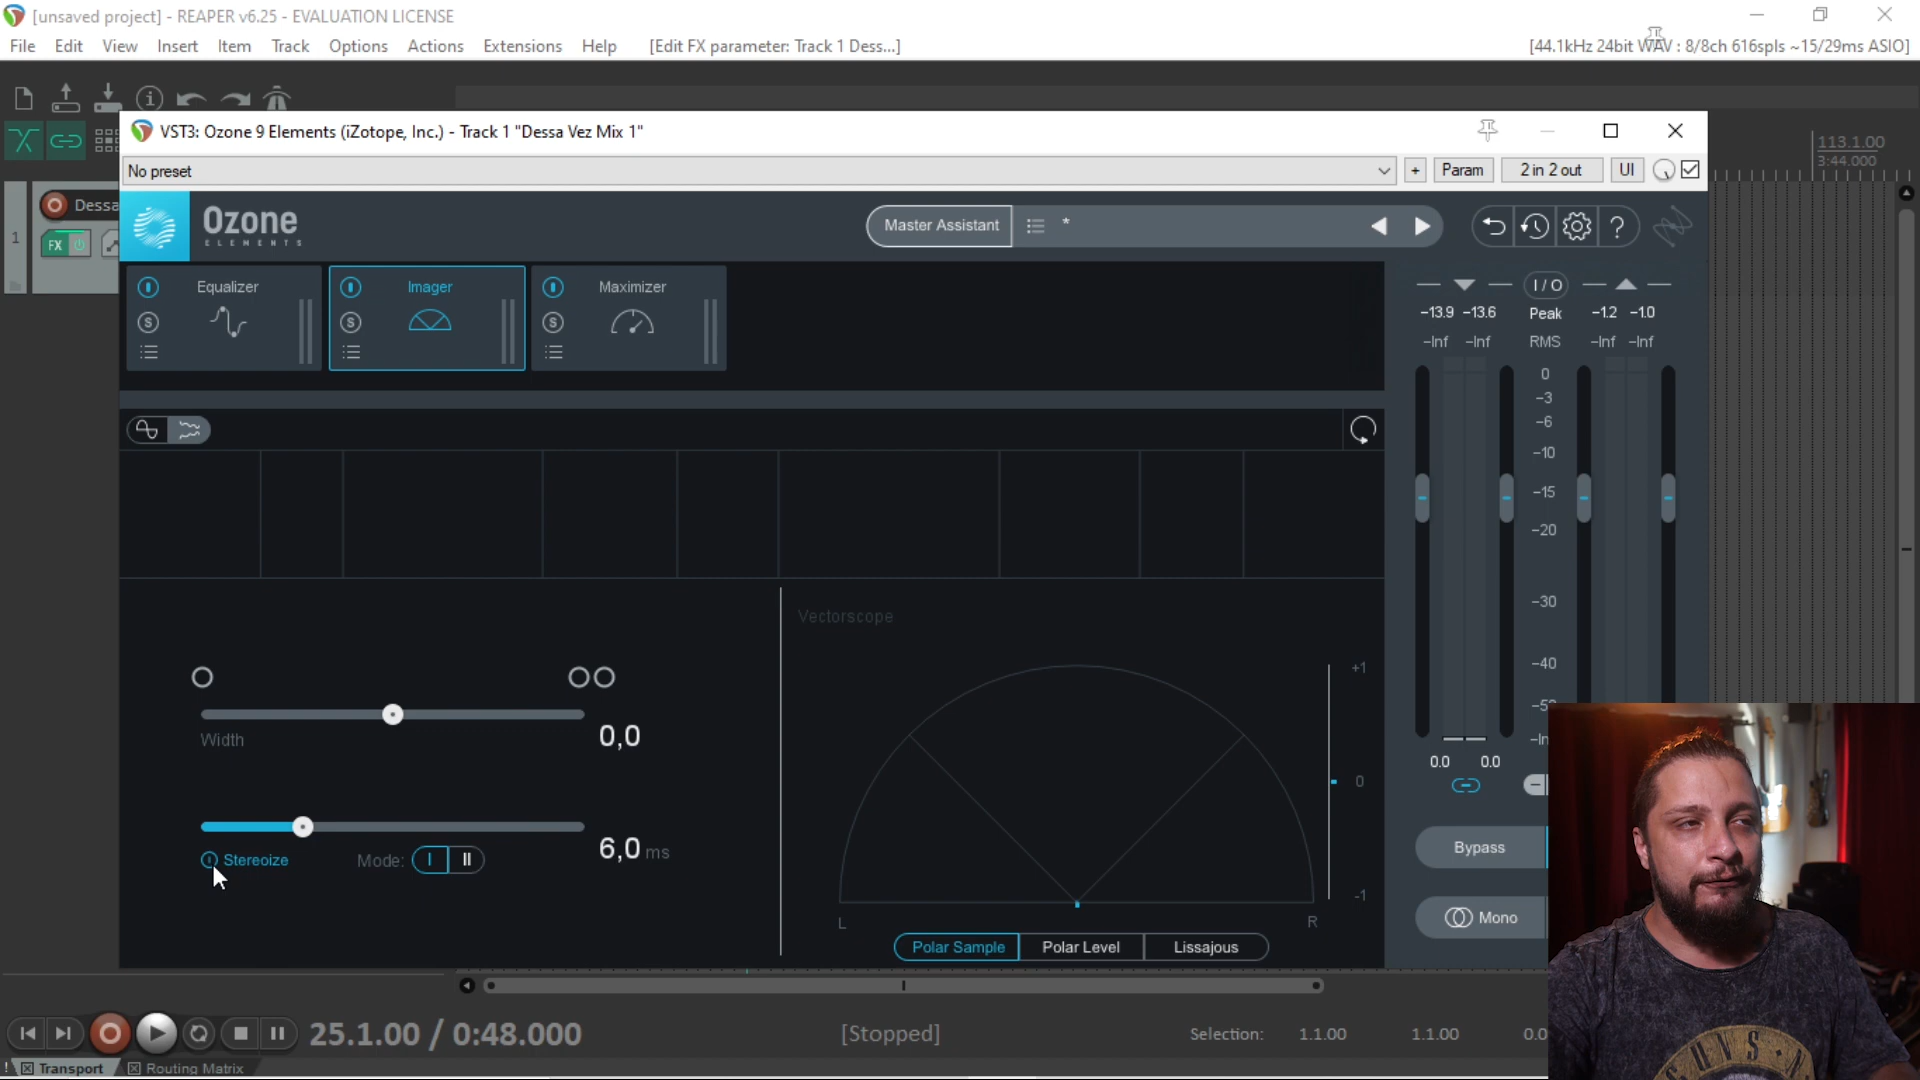 [unsaved project] - REAPER v6.25 - EVALUATION LICENSE
File Edit View Insert Item Track Options Actions Extensions Help [Edit FX parameter: Track 1 Dess...]
[44.1kHz 24bit WAV : 8/8ch 616spls ~15/29ms ASIO]
VST3: Ozone 9 Elements (iZotope, Inc.) - Track 1 "Dessa Vez Mix 1"
113.1.00
3:44.000
No preset
+ Param 2 in 2 out UI
Dessa
1
FX
Ozone
ELEMENTS
Master Assistant *
?
Equalizer
S
Imager
S
Maximizer
S
I / O
-13.9 -13.6 Peak -1.2 -1.0
-Inf -Inf RMS -Inf -Inf
0
-3
-6
-10
-15
-20
-30
-40
0.0 0.0
Bypass
Mono
Width
0,0
Stereoize
Mode: I II
6,0 ms
Vectorscope
+1
0
-1
L R
Polar Sample Polar Level Lissajous
25.1.00 / 0:48.000
[Stopped]
Selection: 1.1.00 1.1.00 0.0
! Transport Routing Matrix